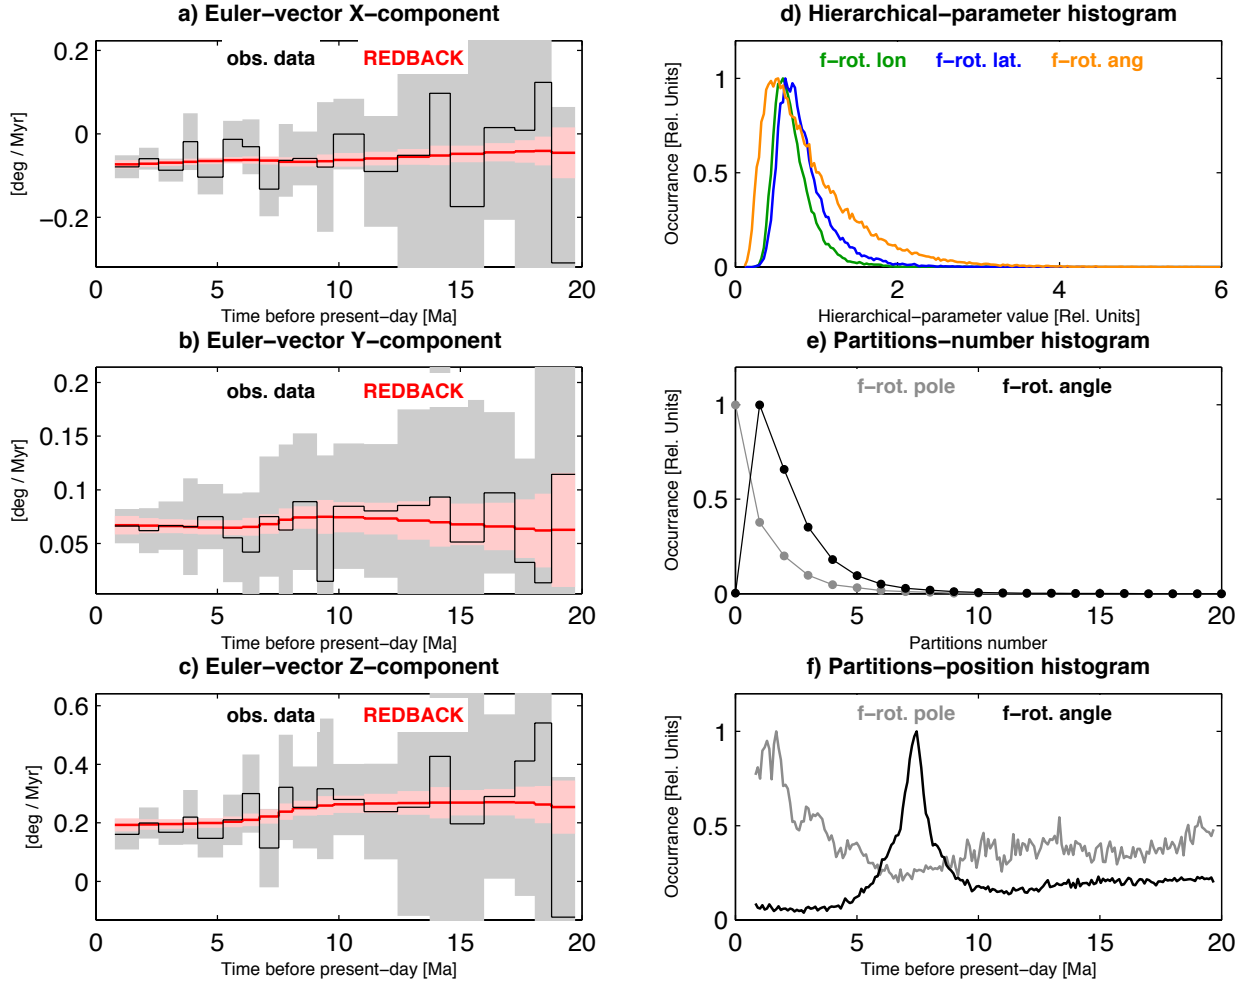 a) Euler–vector X–component
obs. data REDBACK
0.2
0
−0.2
[deg / Myr]
0 5 10 15 20
Time before present–day [Ma]
b) Euler–vector Y–component
obs. data REDBACK
0.2
0.15
0.1
0.05
[deg / Myr]
0 5 10 15 20
Time before present–day [Ma]
c) Euler–vector Z–component
obs. data REDBACK
0.6
0.4
0.2
0
[deg / Myr]
0 5 10 15 20
Time before present–day [Ma]
d) Hierarchical–parameter histogram
f−rot. lon f−rot. lat. f−rot. ang
1
0.5
0
Occurrance [Rel. Units]
0 2 4 6
Hierarchical–parameter value [Rel. Units]
e) Partitions–number histogram
f−rot. pole f−rot. angle
1
0.5
0
Occurrance [Rel. Units]
0 5 10 15 20
Partitions number
f) Partitions–position histogram
f−rot. pole f−rot. angle
1
0.5
0
Occurrance [Rel. Units]
0 5 10 15 20
Time before present–day [Ma]